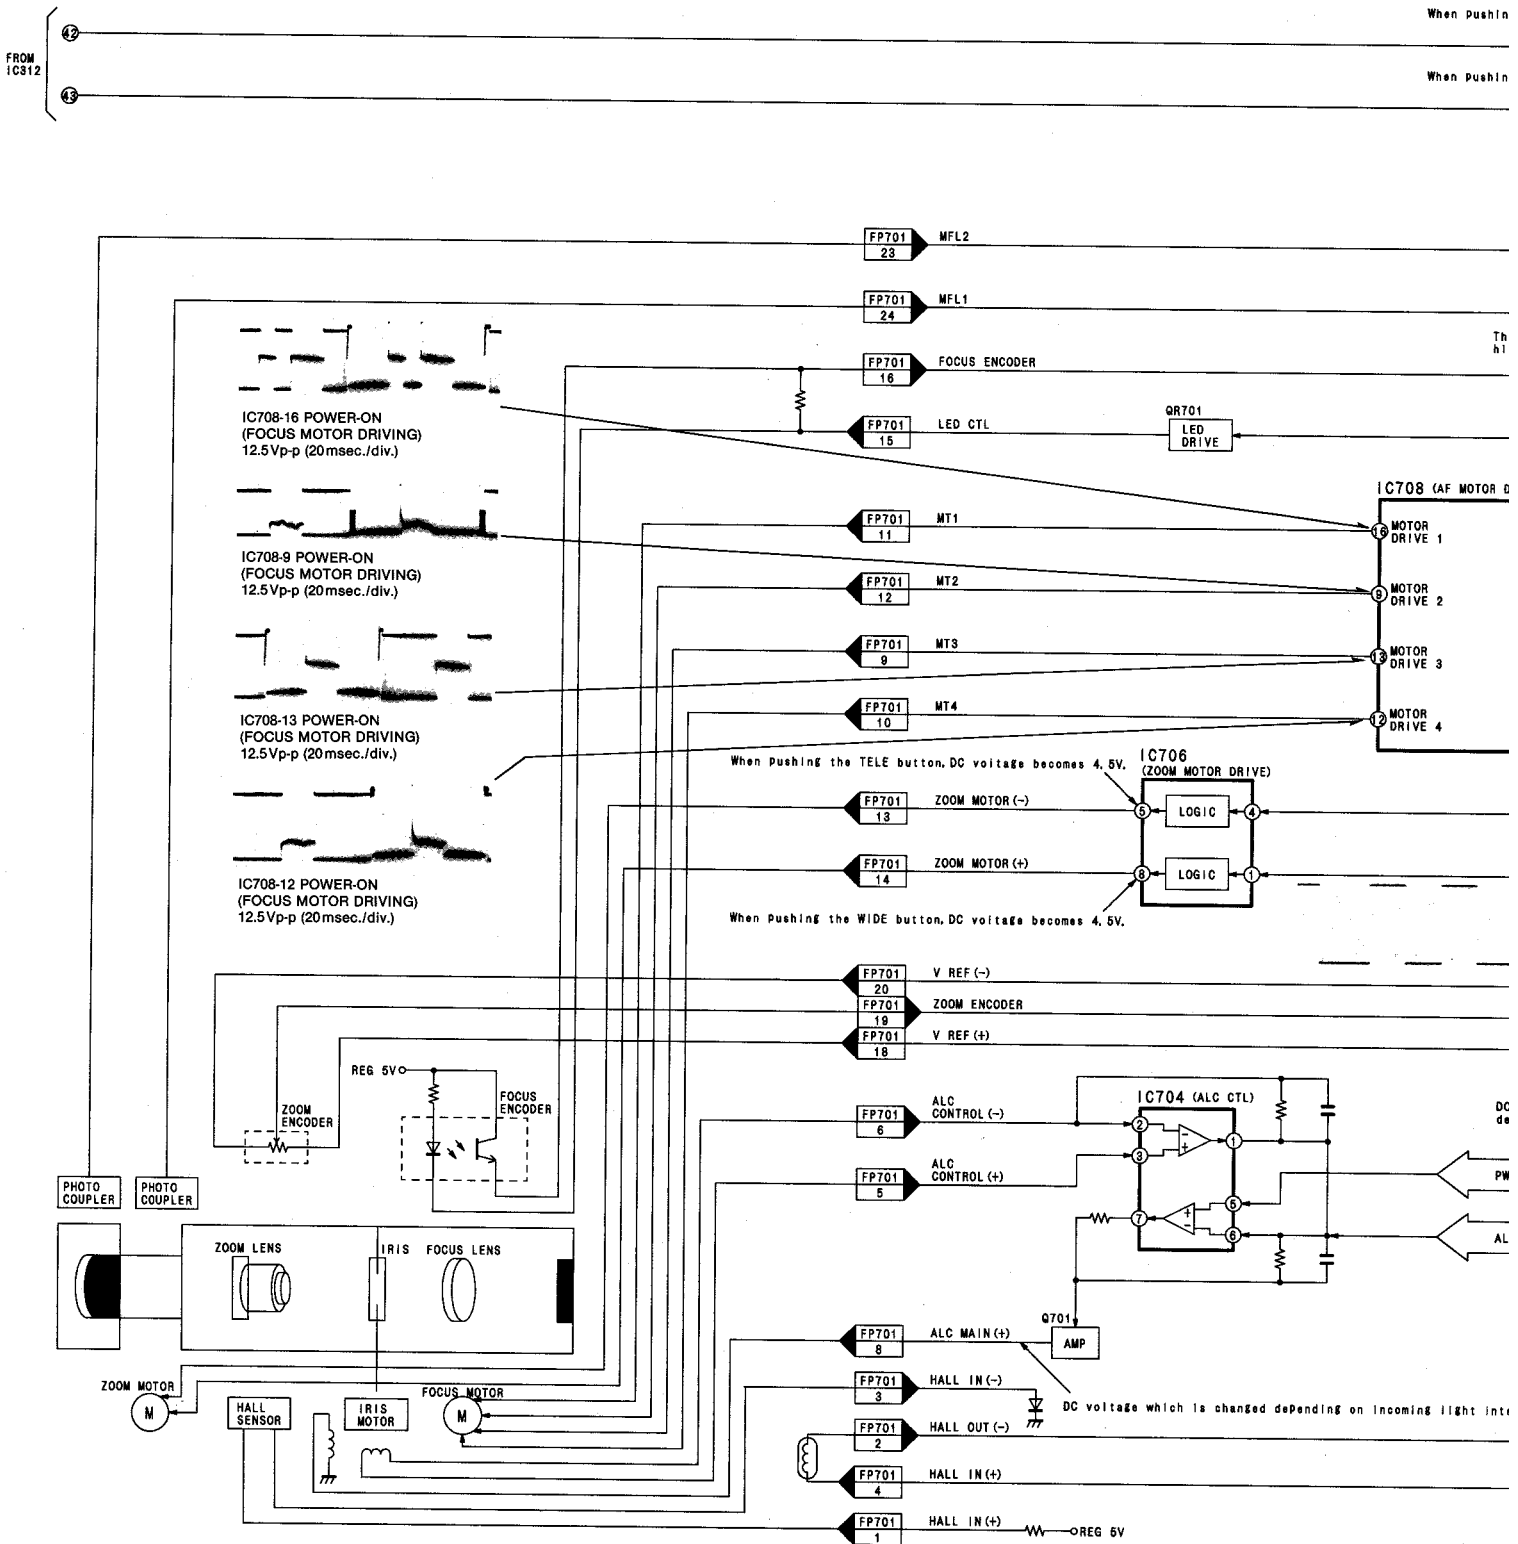 When Pushin
42
FROM
IC312
When Pushin
43
FP701
23
MFL2
FP701
24
MFL1
Th
hi
FP701
16
FOCUS ENCODER
IC708-16 POWER-ON
(FOCUS MOTOR DRIVING)
12.5Vp-p (20msec./div.)
FP701
15
LED CTL
QR701
LED
DRIVE
IC708 (AF MOTOR D
FP701
11
MT1
16
MOTOR
DRIVE 1
IC708-9 POWER-ON
(FOCUS MOTOR DRIVING)
12.5Vp-p (20msec./div.)
FP701
12
MT2
9
MOTOR
DRIVE 2
FP701
9
MT3
13
MOTOR
DRIVE 3
IC708-13 POWER-ON
(FOCUS MOTOR DRIVING)
12.5Vp-p (20msec./div.)
FP701
10
MT4
12
MOTOR
DRIVE 4
When Pushing the TELE button, DC voltage becomes 4.5V.
IC706
(ZOOM MOTOR DRIVE)
FP701
13
ZOOM MOTOR(-)
5
LOGIC
4
FP701
14
ZOOM MOTOR(+)
8
LOGIC
1
IC708-12 POWER-ON
(FOCUS MOTOR DRIVING)
12.5Vp-p (20msec./div.)
When Pushing the WIDE button, DC voltage becomes 4.5V.
FP701
20
V REF(-)
FP701
19
ZOOM ENCODER
FP701
18
V REF(+)
REG 5V
ZOOM
ENCODER
FOCUS
ENCODER
FP701
6
ALC
CONTROL(-)
IC704 (ALC CTL)
DC
de
2
-
+
1
3
FP701
5
ALC
CONTROL(+)
PW
5
+
-
7
6
AL
PHOTO
COUPLER
PHOTO
COUPLER
ZOOM LENS
IRIS
FOCUS LENS
FP701
8
ALC MAIN(+)
Q701
AMP
ZOOM MOTOR
M
HALL
SENSOR
IRIS
MOTOR
FOCUS MOTOR
M
FP701
3
HALL IN(-)
DC voltage which is changed depending on incoming light inte
FP701
2
HALL OUT(-)
FP701
4
HALL IN(+)
FP701
1
HALL IN(+)
REG 5V